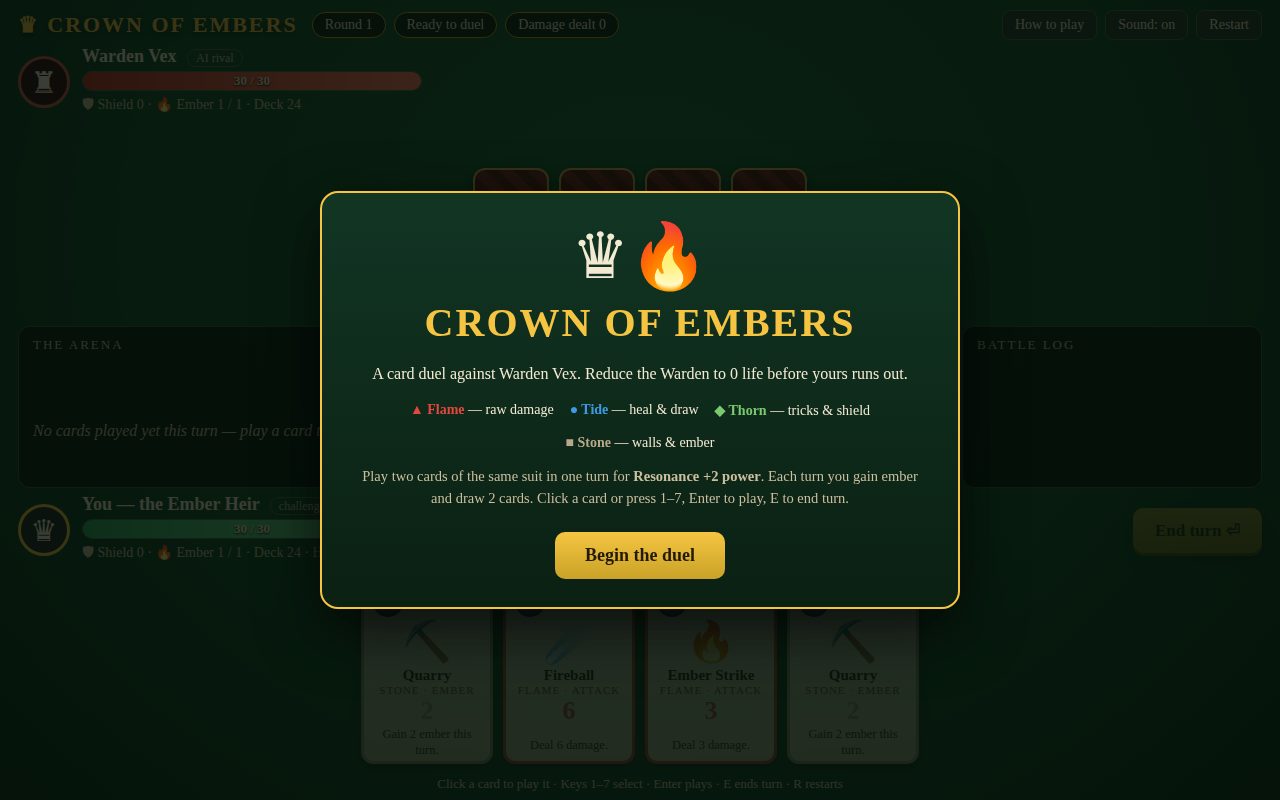 ♛ CROWN OF EMBERS
Round 1
Ready to duel
Damage dealt 0
How to play
Sound: on
Restart
Warden Vex
AI rival
30 / 30
Shield 0 · 🔥 Ember 1 / 1 · Deck 24
CROWN OF EMBERS
A card duel against Warden Vex. Reduce the Warden to 0 life before yours runs out.
▲ Flame — raw damage ● Tide — heal & draw ◆ Thorn — tricks & shield
■ Stone — walls & ember
Play two cards of the same suit in one turn for Resonance +2 power. Each turn you gain ember
and draw 2 cards. Click a card or press 1–7, Enter to play, E to end turn.
Begin the duel
THE ARENA
No cards played yet this turn — play a card
BATTLE LOG
You — the Ember Heir
30 / 30
Shield 0 · 🔥 Ember 1 / 1 · Deck 24 ·
End turn ⏎
Quarry
STONE · EMBER
2
Gain 2 ember this
turn.
Fireball
FLAME · ATTACK
6
Deal 6 damage.
Ember Strike
FLAME · ATTACK
3
Deal 3 damage.
Quarry
STONE · EMBER
2
Gain 2 ember this
turn.
Click a card to play it · Keys 1–7 select · Enter plays · E ends turn · R restarts